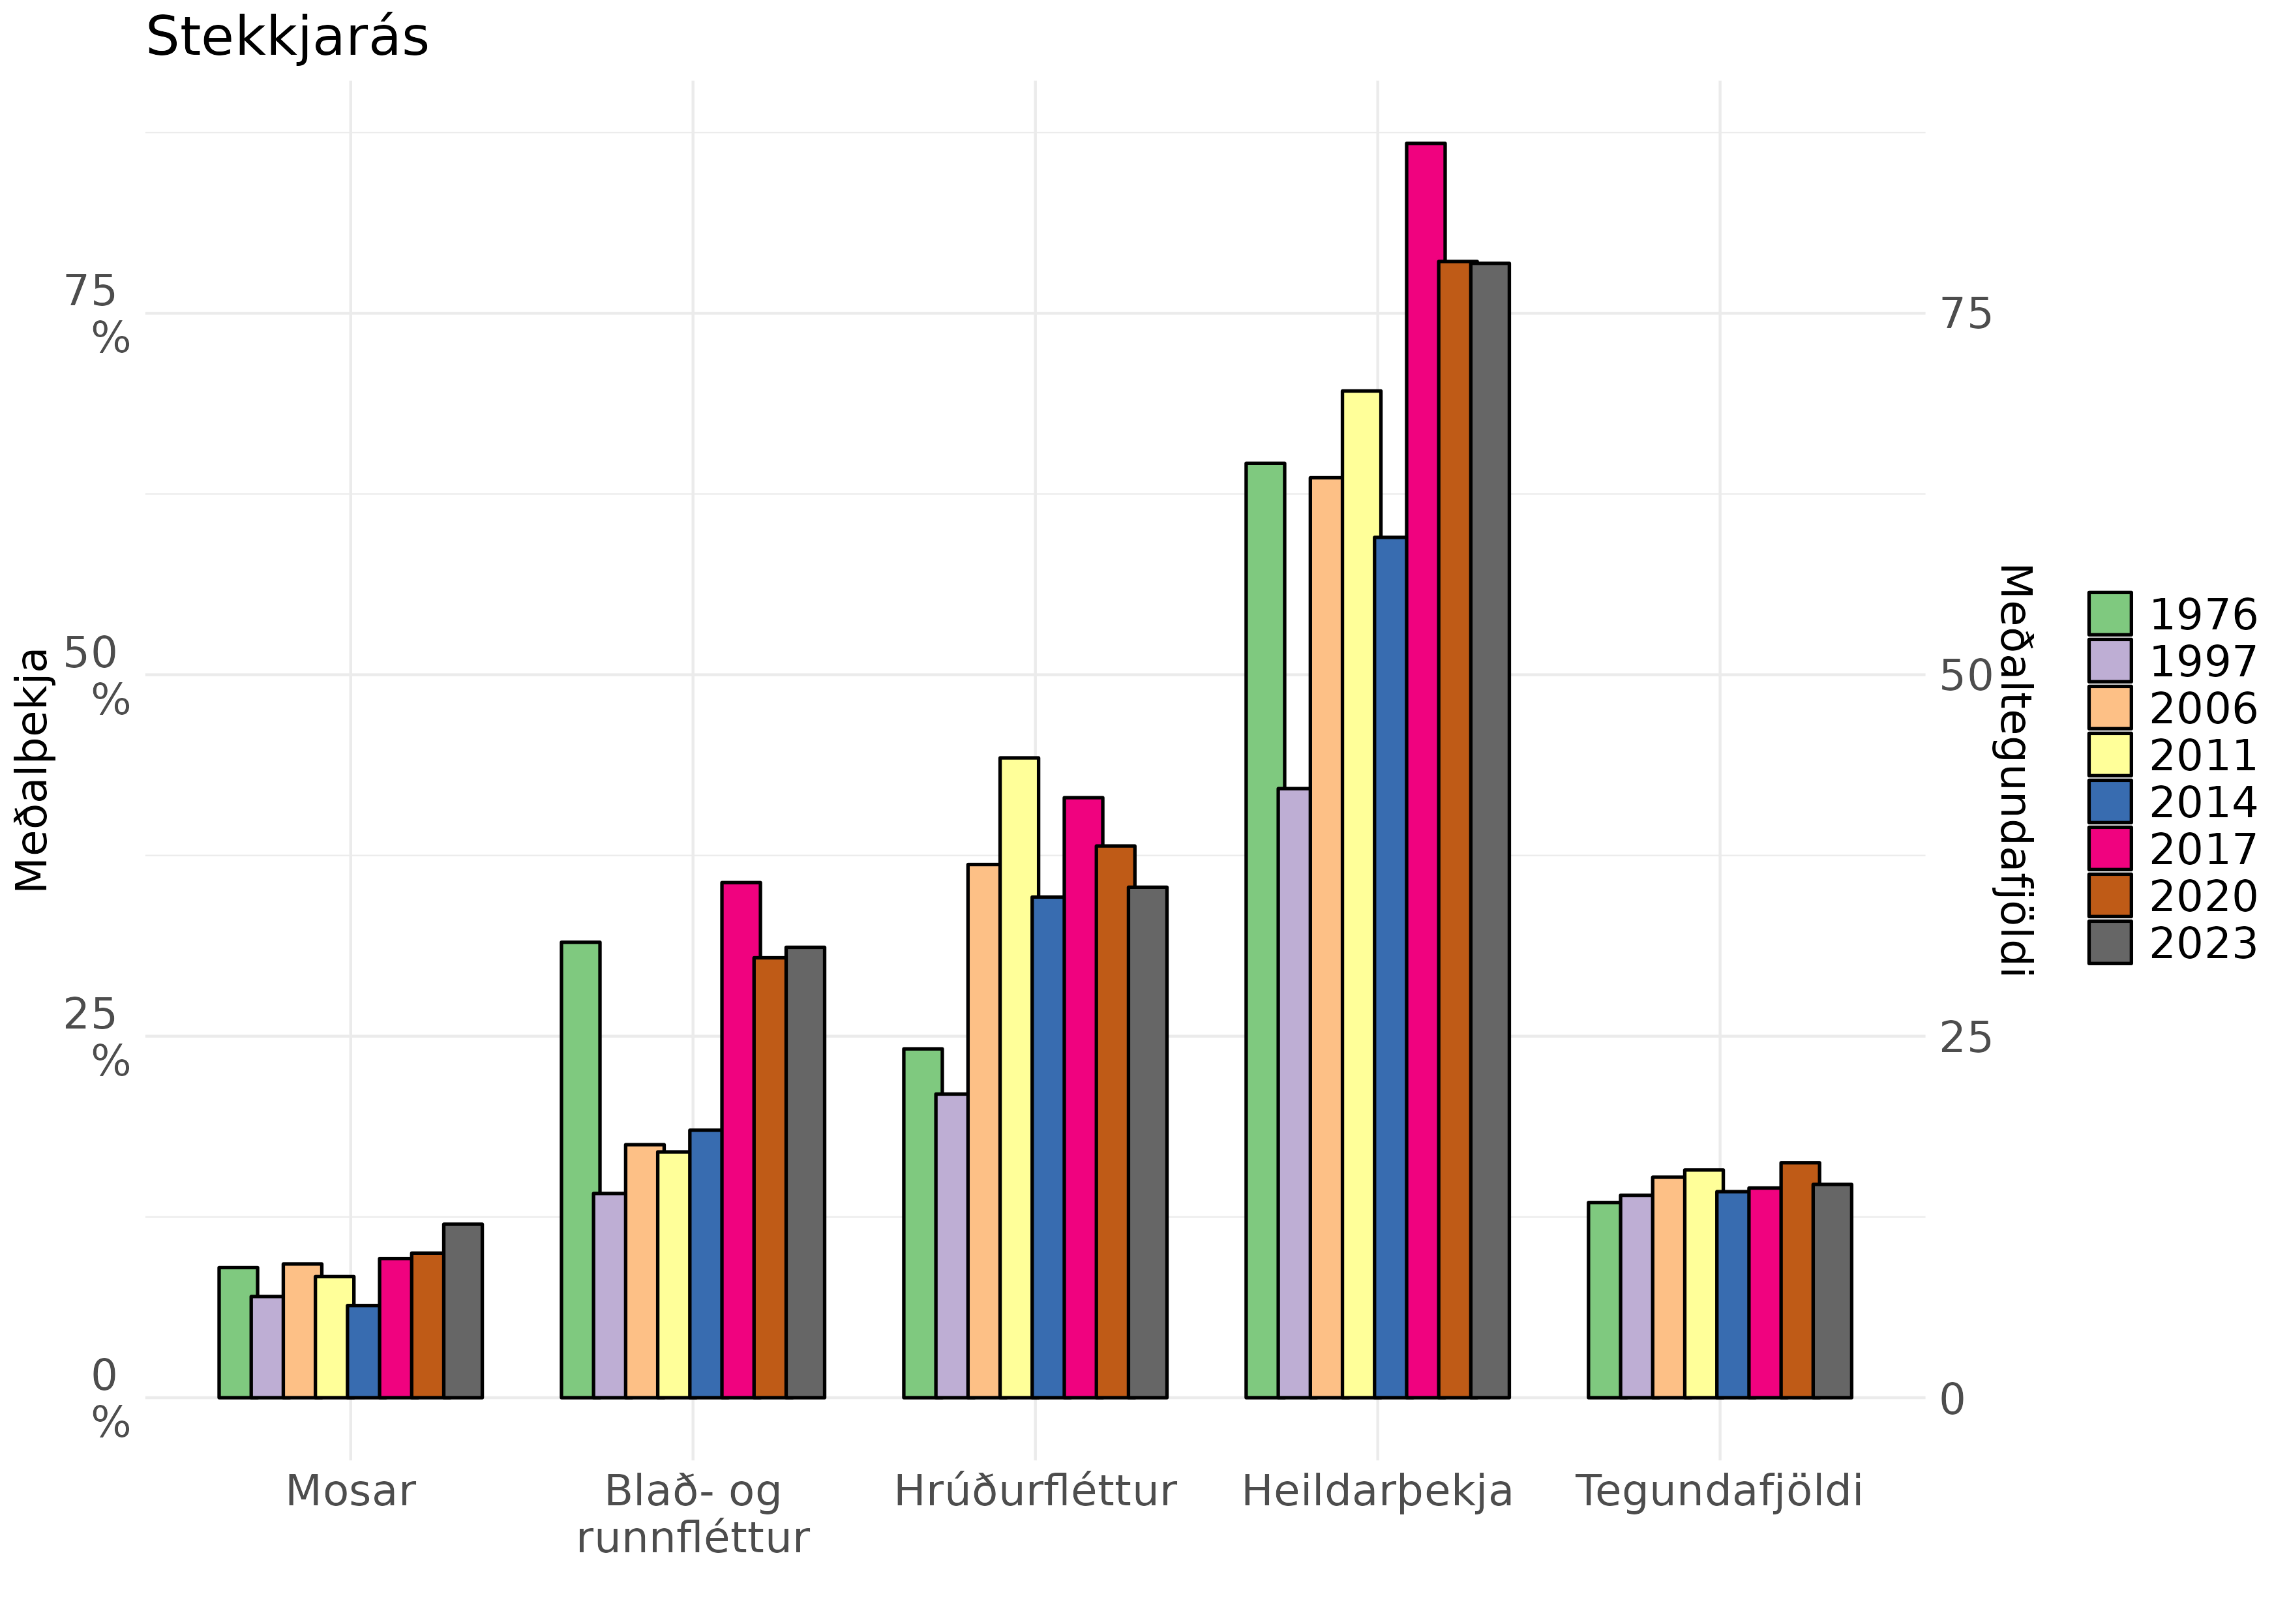 Stekkjarás
Meðalþekja
75
%
50
%
25
%
0
%
Mosar
Blað- og
runnfléttur
Hrúðurfléttur
Heildarþekja
Tegundafjöldi
75
50
25
0
Meðaltegundafjöldi
1976
1997
2006
2011
2014
2017
2020
2023